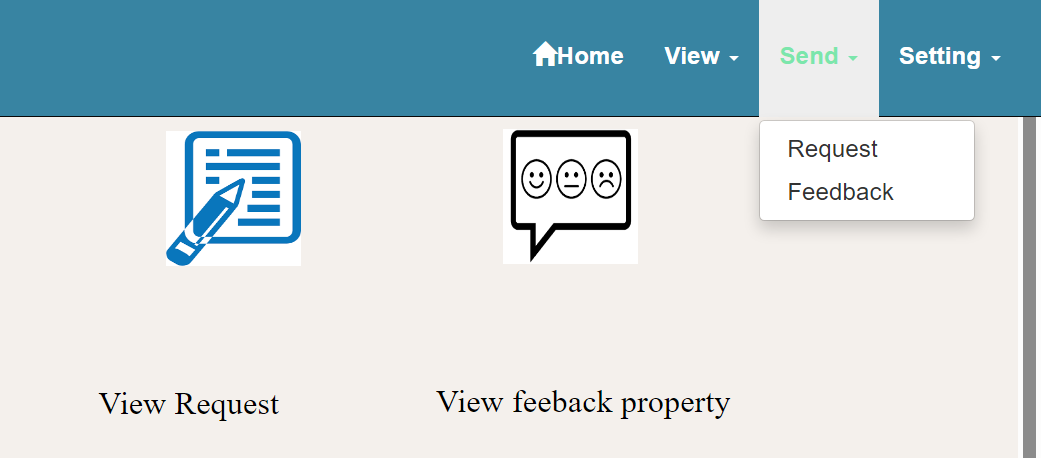 Home View Send Setting
Request
Feedback
View Request
View feeback property